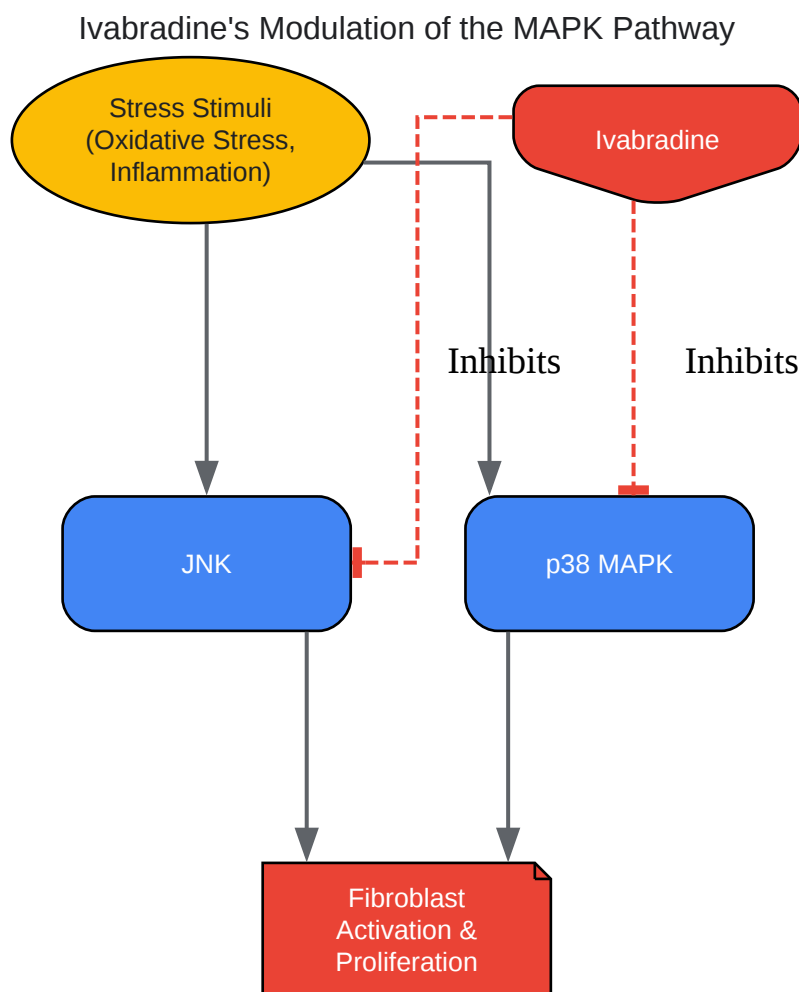 Ivabradine's Modulation of the MAPK Pathway
Stress Stimuli
(Oxidative Stress,
Inflammation)
Ivabradine
Inhibits
Inhibits
JNK
p38 MAPK
Fibroblast
Activation &
Proliferation